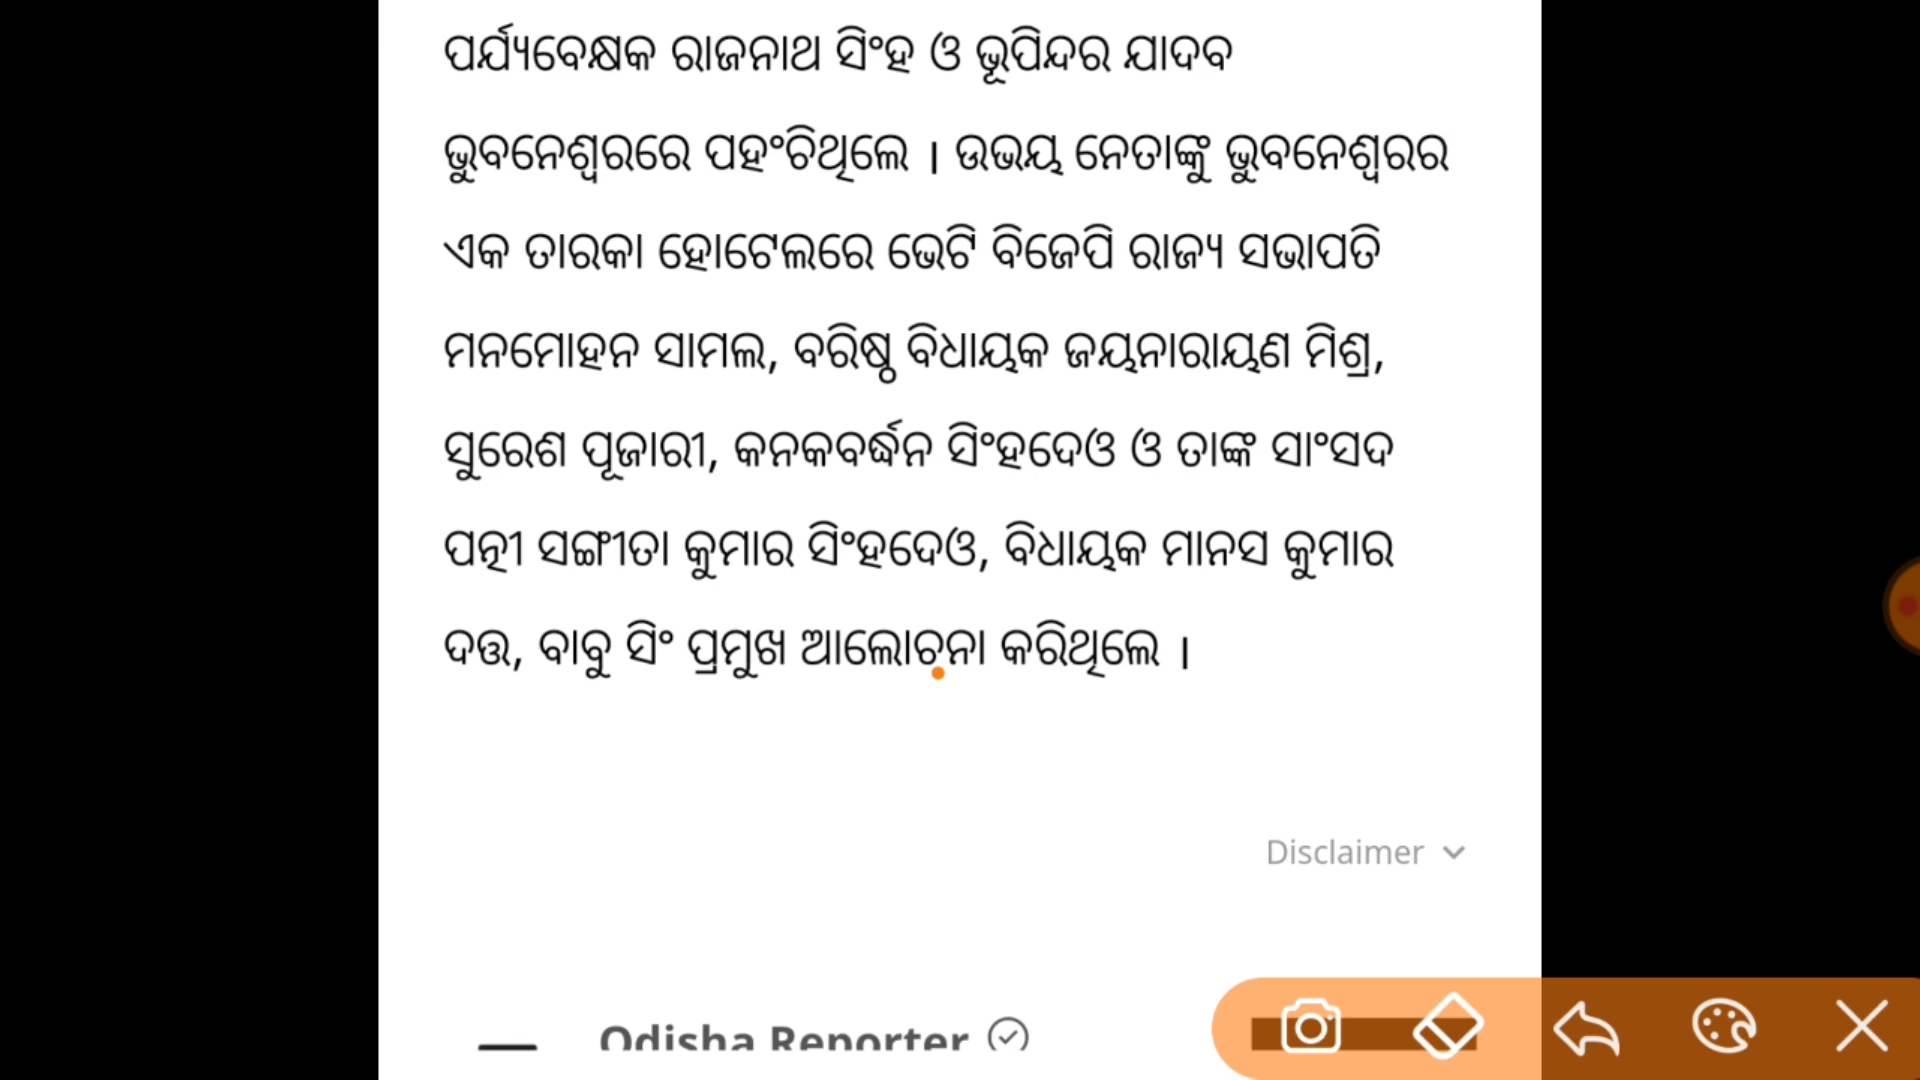 ପର୍ଯ୍ୟବେକ୍ଷକ ରାଜନାଥ ସିଂହ ଓ ଭୂପିନ୍ଦର ଯାଦବ
ଭୁବନେଶ୍ୱରରେ ପହଂଚିଥିଲେ । ଉଭୟ ନେତାଙ୍କୁ ଭୁବନେଶ୍ୱରର
ଏକ ତାରକା ହୋଟେଲରେ ଭେଟି ବିଜେପି ରାଜ୍ୟ ସଭାପତି
ମନମୋହନ ସାମଲ, ବରିଷ୍ଠ ବିଧାୟକ ଜୟନାରାୟଣ ମିଶ୍ର,
ସୁରେଶ ପୂଜାରୀ, କନକବର୍ଦ୍ଧନ ସିଂହଦେଓ ଓ ତାଙ୍କ ସାଂସଦ
ପତ୍ନୀ ସଙ୍ଗୀତା କୁମାର ସିଂହଦେଓ, ବିଧାୟକ ମାନସ କୁମାର
ଦତ୍ତ, ବାବୁ ସିଂ ପ୍ରମୁଖ ଆଲୋଚନା କରିଥିଲେ ।
Disclaimer
Odisha Reporter